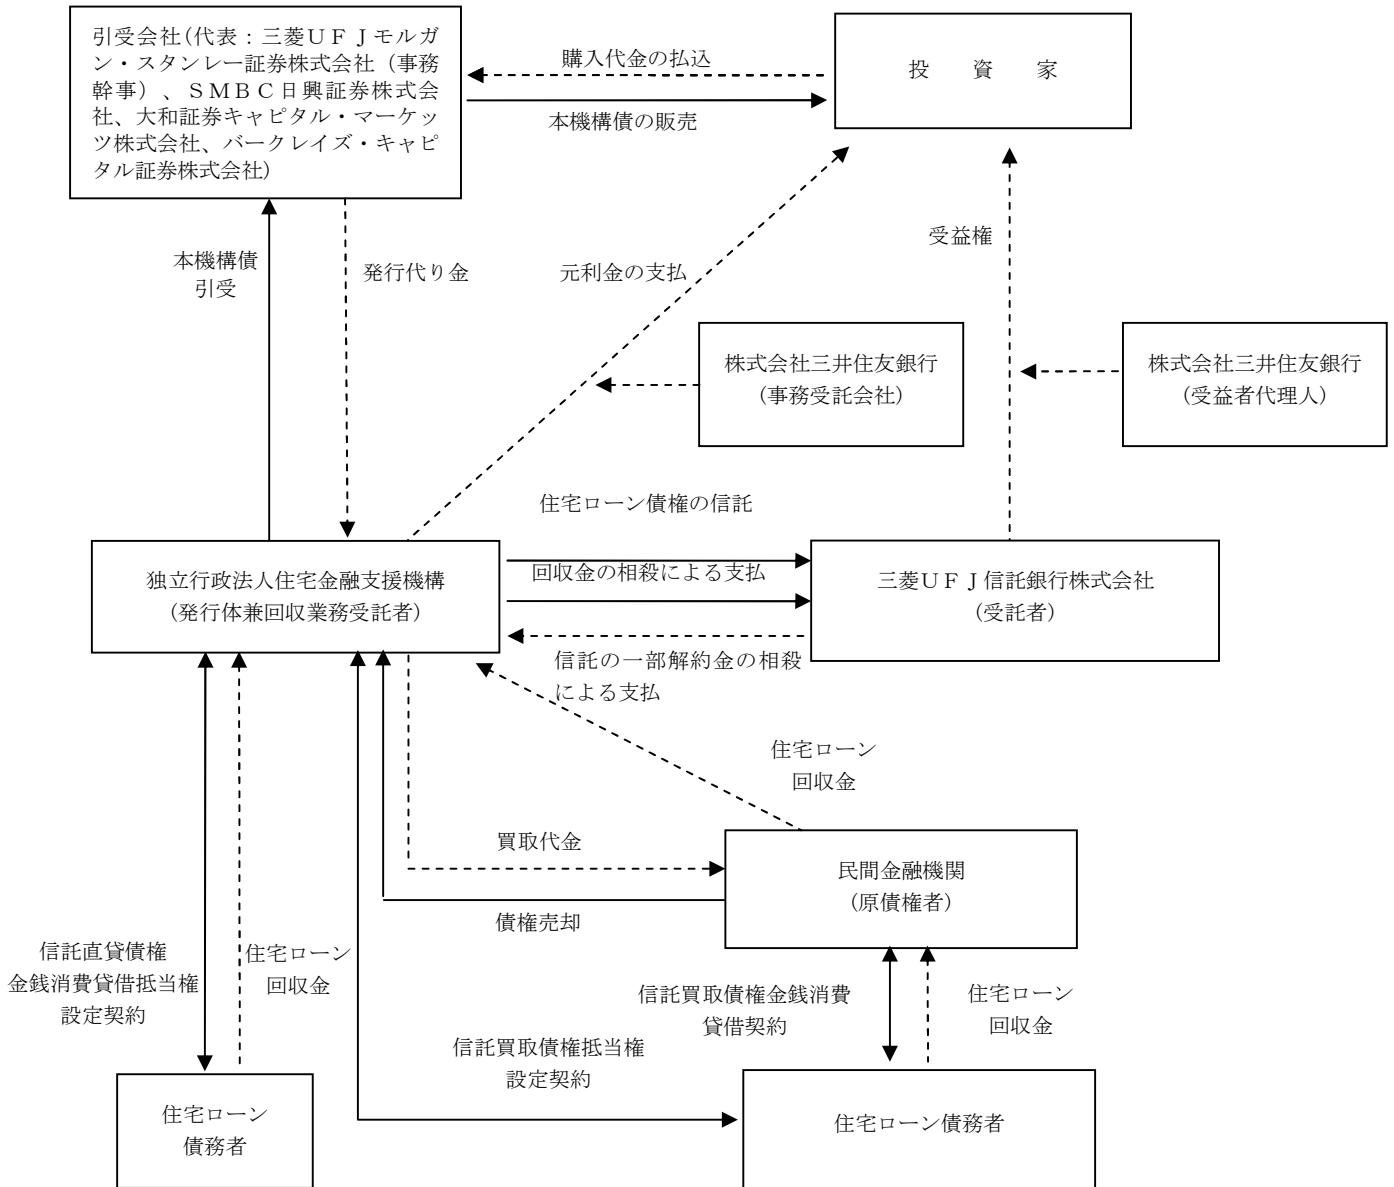 引受会社(代表:三菱UFJモルガ
ン・スタンレー証券株式会社(事務
幹事)、SMBC日興証券株式会
社、大和証券キャピタル・マーケッ
ツ株式会社、バークレイズ・キャピ
タル証券株式会社)
購入代金の払込
本機構債の販売
投 資 家
本機構債
引受
発行代り金
元利金の支払
受益権
株式会社三井住友銀行
(事務受託会社)
株式会社三井住友銀行
(受益者代理人)
住宅ローン債権の信託
独立行政法人住宅金融支援機構
(発行体兼回収業務受託者)
回収金の相殺による支払
三菱UFJ信託銀行株式会社
(受託者)
信託の一部解約金の相殺
による支払
住宅ローン
回収金
買取代金
民間金融機関
(原債権者)
債権売却
信託直貸債権
金銭消費貸借抵当権
設定契約
住宅ローン
回収金
信託買取債権金銭消費
貸借契約
住宅ローン
回収金
信託買取債権抵当権
設定契約
住宅ローン
債務者
住宅ローン債務者